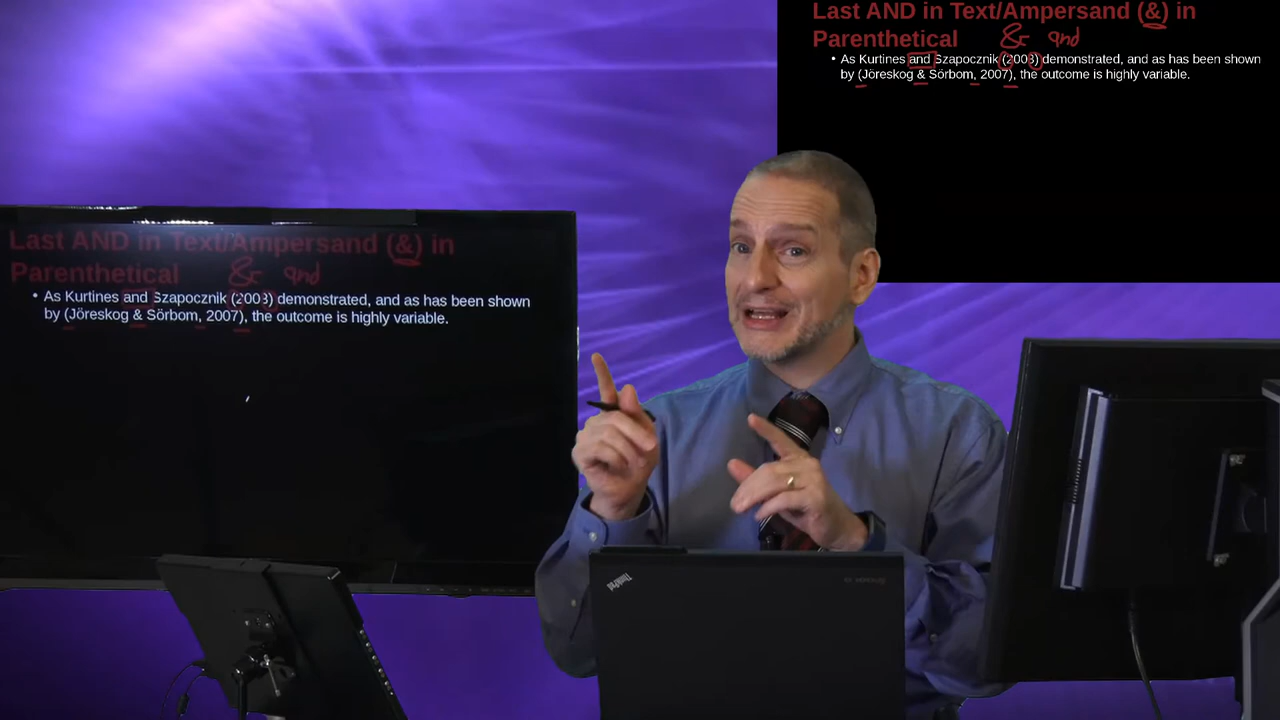 Last AND in Text/Ampersand (&) in
Parenthetical & and
• As Kurtines and Szapocznik (2003) demonstrated, and as has been shown
by (Jöreskog & Sörbom, 2007), the outcome is highly variable.
Last AND in Text/Ampersand (&) in
Parenthetical & and
• As Kurtines and Szapocznik (2003) demonstrated, and as has been shown
by (Jöreskog & Sörbom, 2007), the outcome is highly variable.
ThinkPad